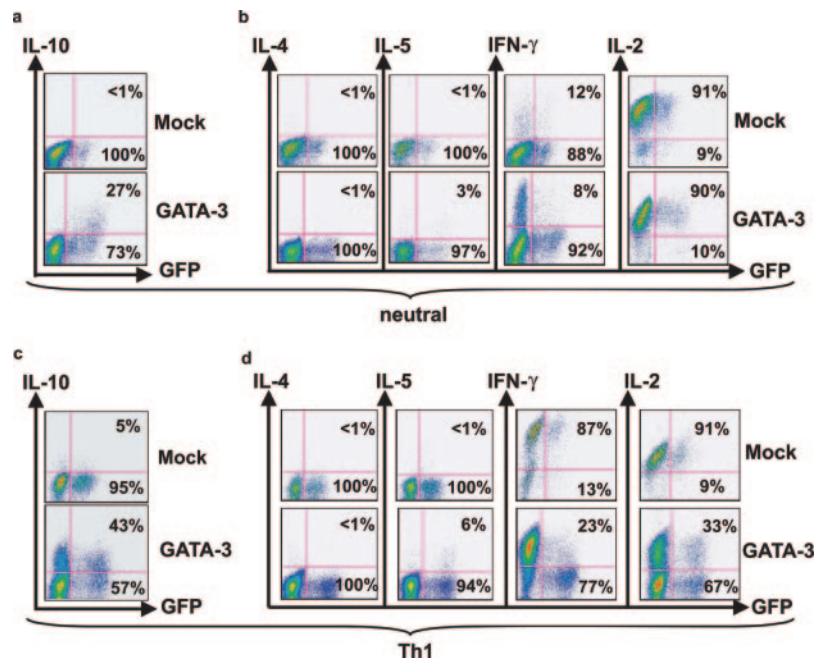 a b
IL-10 IL-4 IL-5 IFN-γ IL-2
<1% <1% <1% 12% 91%
Mock Mock
100% 100% 100% 88% 9%
27% <1% 3% 8% 90%
GATA-3 GATA-3
73% 100% 97% 92% 10%
GFP GFP
neutral
c d
IL-10 IL-4 IL-5 IFN-γ IL-2
5% <1% <1% 87% 91%
Mock Mock
95% 100% 100% 13% 9%
43% <1% 6% 23% 33%
GATA-3 GATA-3
57% 100% 94% 77% 67%
GFP GFP
Th1